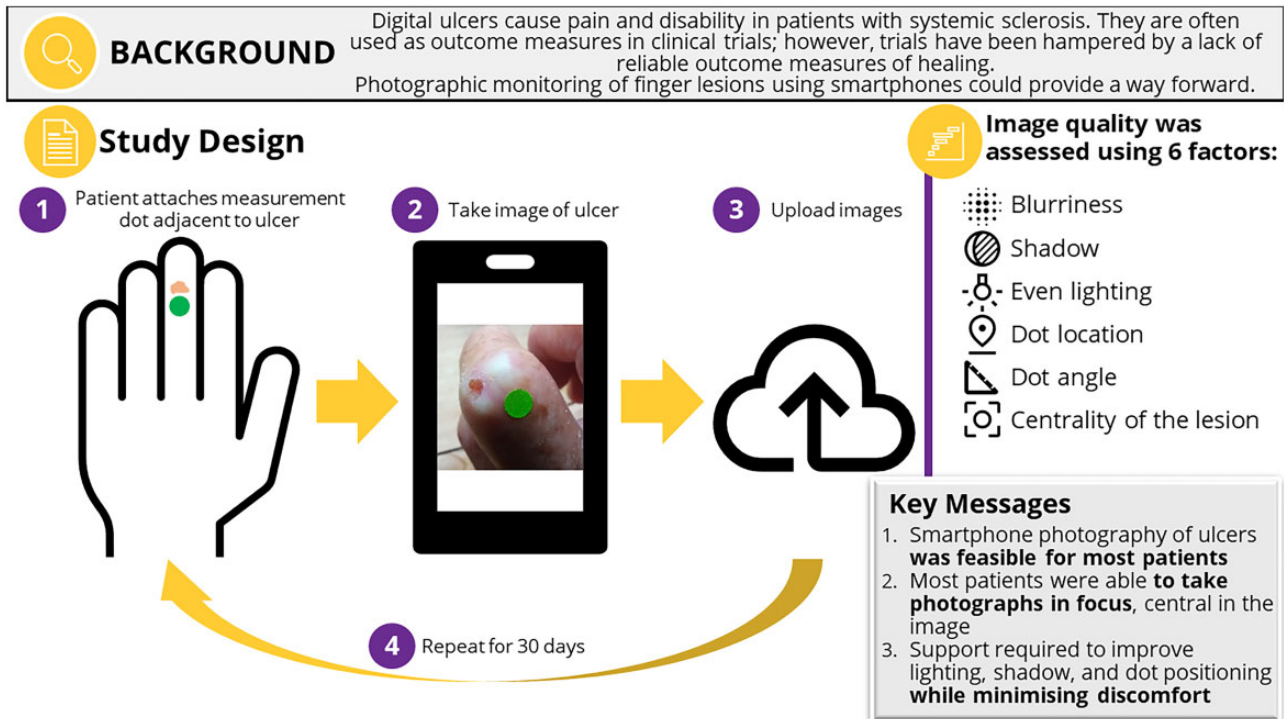 BACKGROUND
Digital ulcers cause pain and disability in patients with systemic sclerosis. They are often
used as outcome measures in clinical trials; however, trials have been hampered by a lack of
reliable outcome measures of healing.
Photographic monitoring of finger lesions using smartphones could provide a way forward.
Study Design
1 Patient attaches measurement
dot adjacent to ulcer
2 Take image of ulcer
3 Upload images
4 Repeat for 30 days
Image quality was
assessed using 6 factors:
Blurriness
Shadow
Even lighting
Dot location
Dot angle
Centrality of the lesion
Key Messages
1. Smartphone photography of ulcers
was feasible for most patients
2. Most patients were able to take
photographs in focus, central in the
image
3. Support required to improve
lighting, shadow, and dot positioning
while minimising discomfort